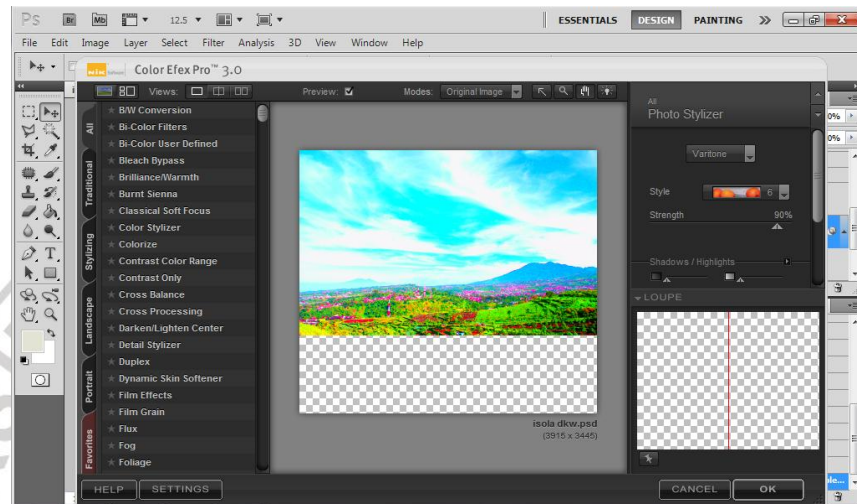 Ps Br Mb 12.5 ESSENTIALS DESIGN PAINTING
File Edit Image Layer Select Filter Analysis 3D View Window Help
nik Software Color Efex Pro™ 3.0
Views: Preview: Modes: Original Image
All
Traditional
Stylizing
Landscape
Portrait
Favorites
B/W Conversion
Bi-Color Filters
Bi-Color User Defined
Bleach Bypass
Brilliance/Warmth
Burnt Sienna
Classical Soft Focus
Color Stylizer
Colorize
Contrast Color Range
Contrast Only
Cross Balance
Cross Processing
Darken/Lighten Center
Detail Stylizer
Duplex
Dynamic Skin Softener
Film Effects
Film Grain
Flux
Fog
Foliage
isola dkw.psd
(3915 x 3445)
All
Photo Stylizer
Varitone
Style 6
Strength 90%
Shadows / Highlights
LOUPE
HELP SETTINGS
CANCEL OK